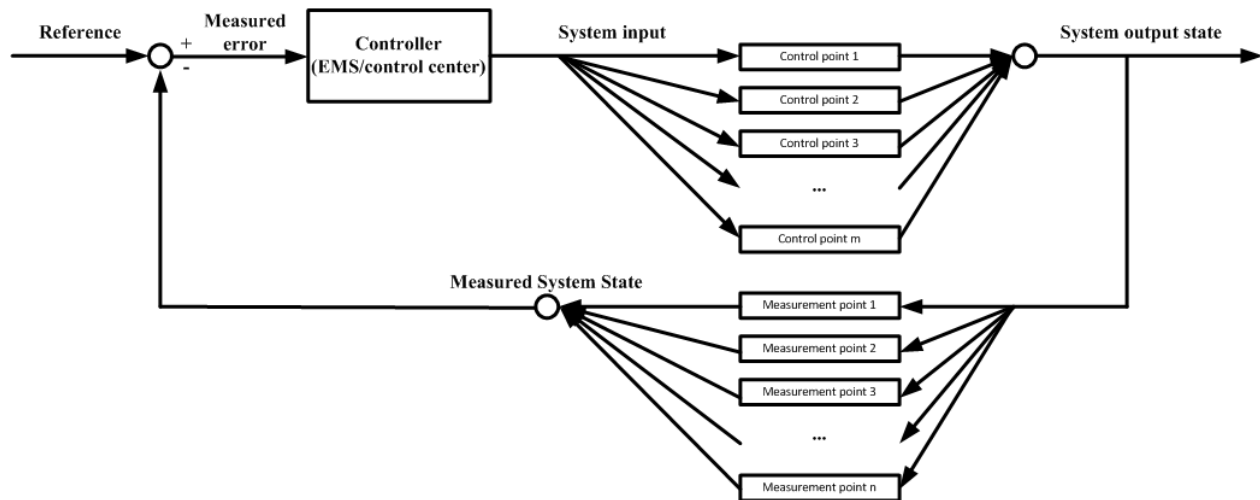 Reference
+
-
Measured
error
Controller
(EMS/control center)
System input
Control point 1
Control point 2
Control point 3
...
Control point m
System output state
Measured System State
Measurement point 1
Measurement point 2
Measurement point 3
...
Measurement point n